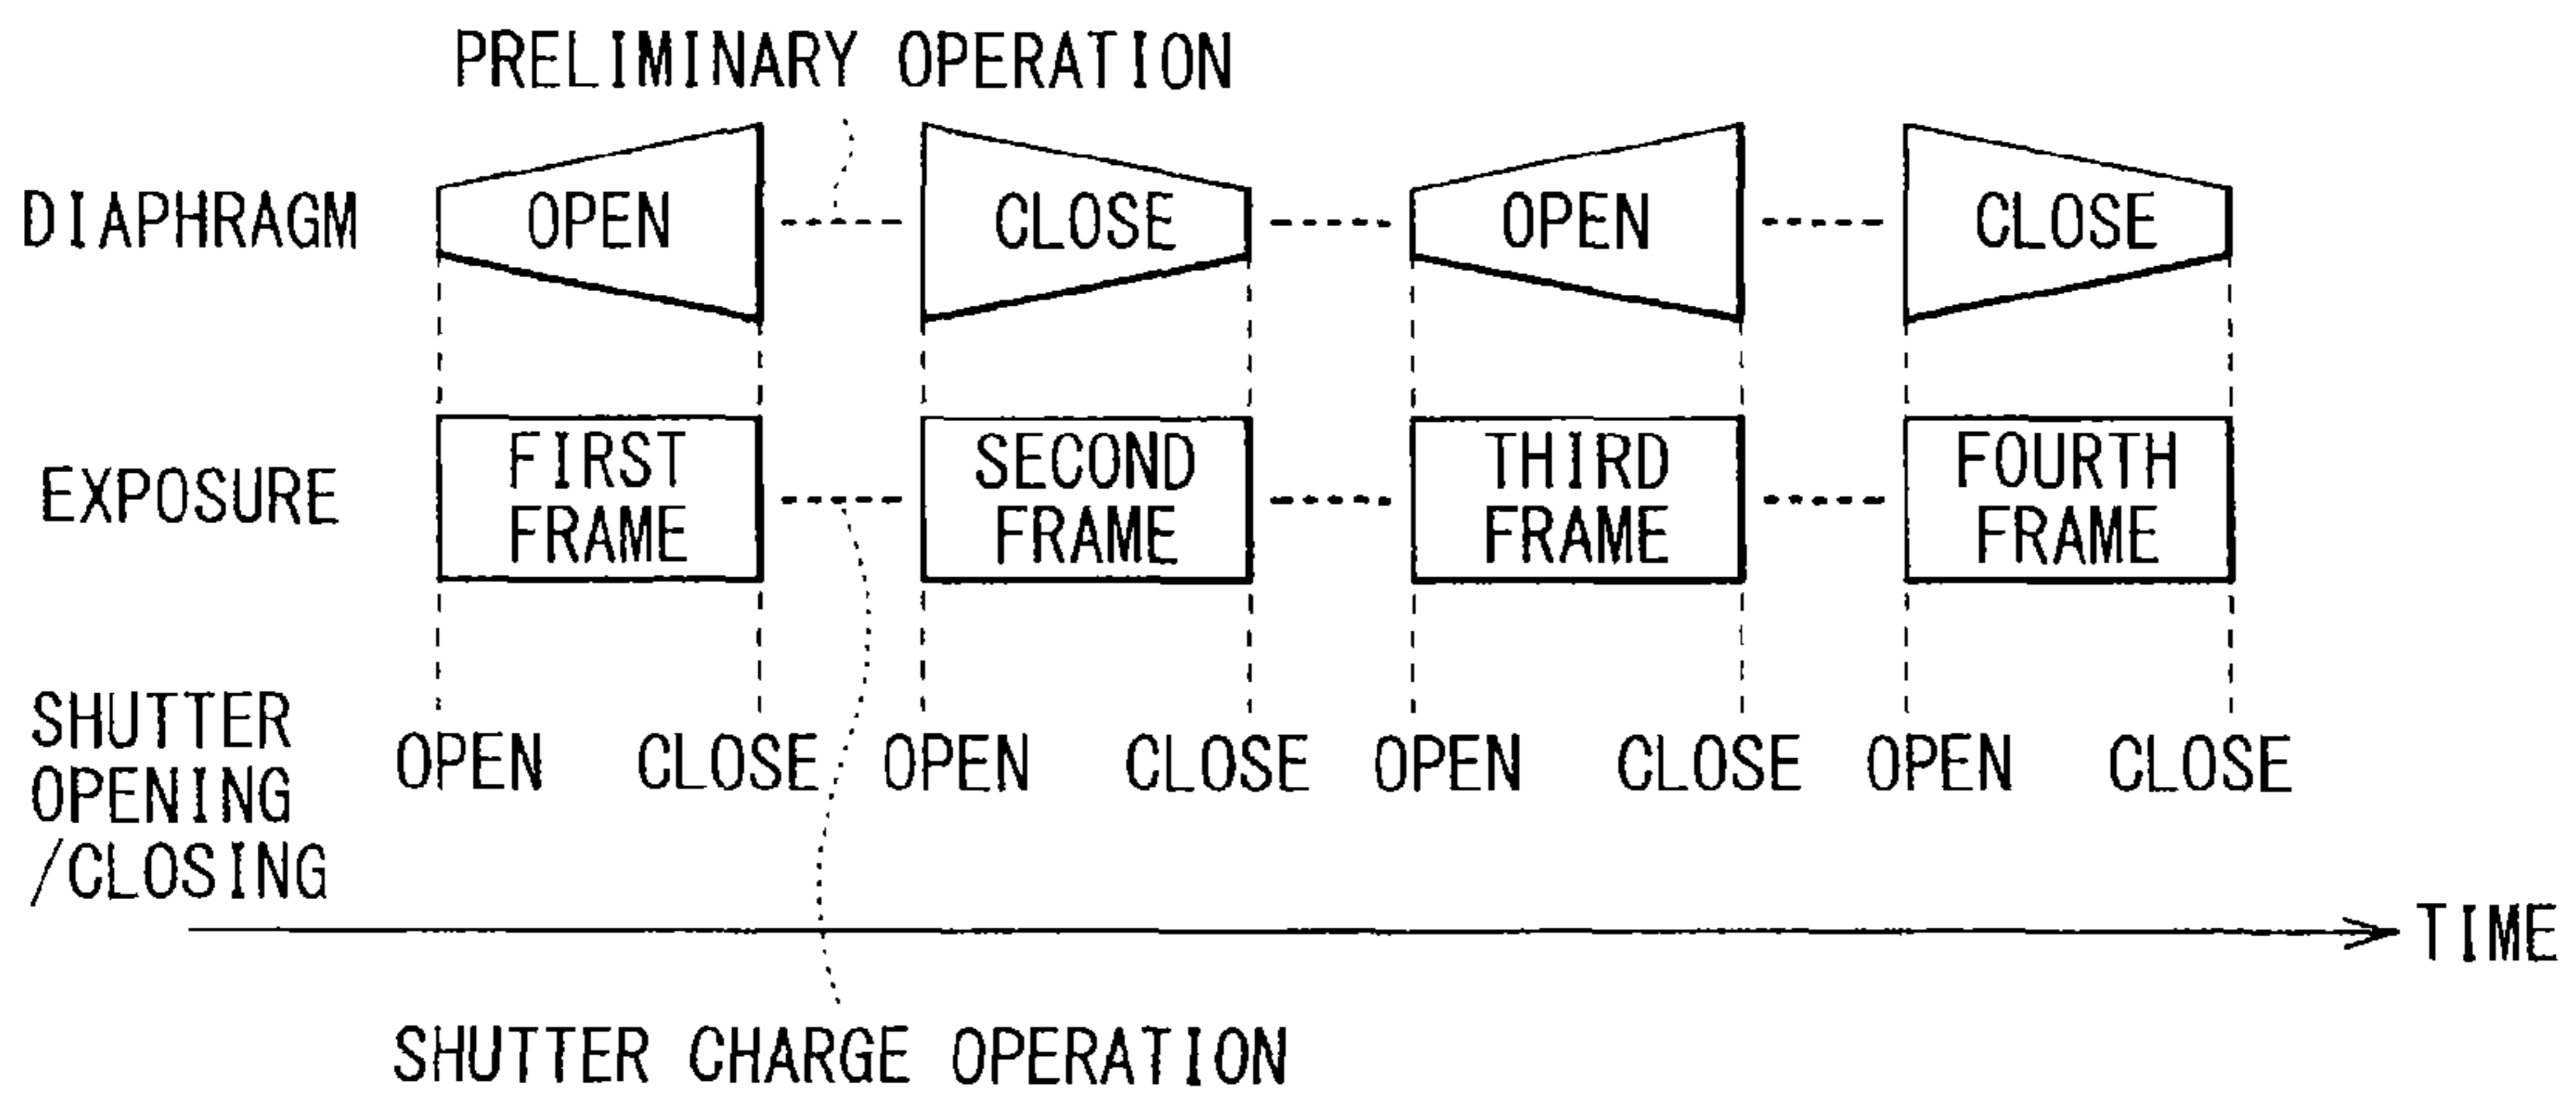 PRELIMINARY OPERATION
DIAPHRAGM OPEN CLOSE OPEN CLOSE
EXPOSURE
FIRST FRAME
SECOND FRAME
THIRD FRAME
FOURTH FRAME
SHUTTER
OPENING
/CLOSING
OPEN CLOSE OPEN CLOSE OPEN CLOSE OPEN CLOSE
TIME
SHUTTER CHARGE OPERATION